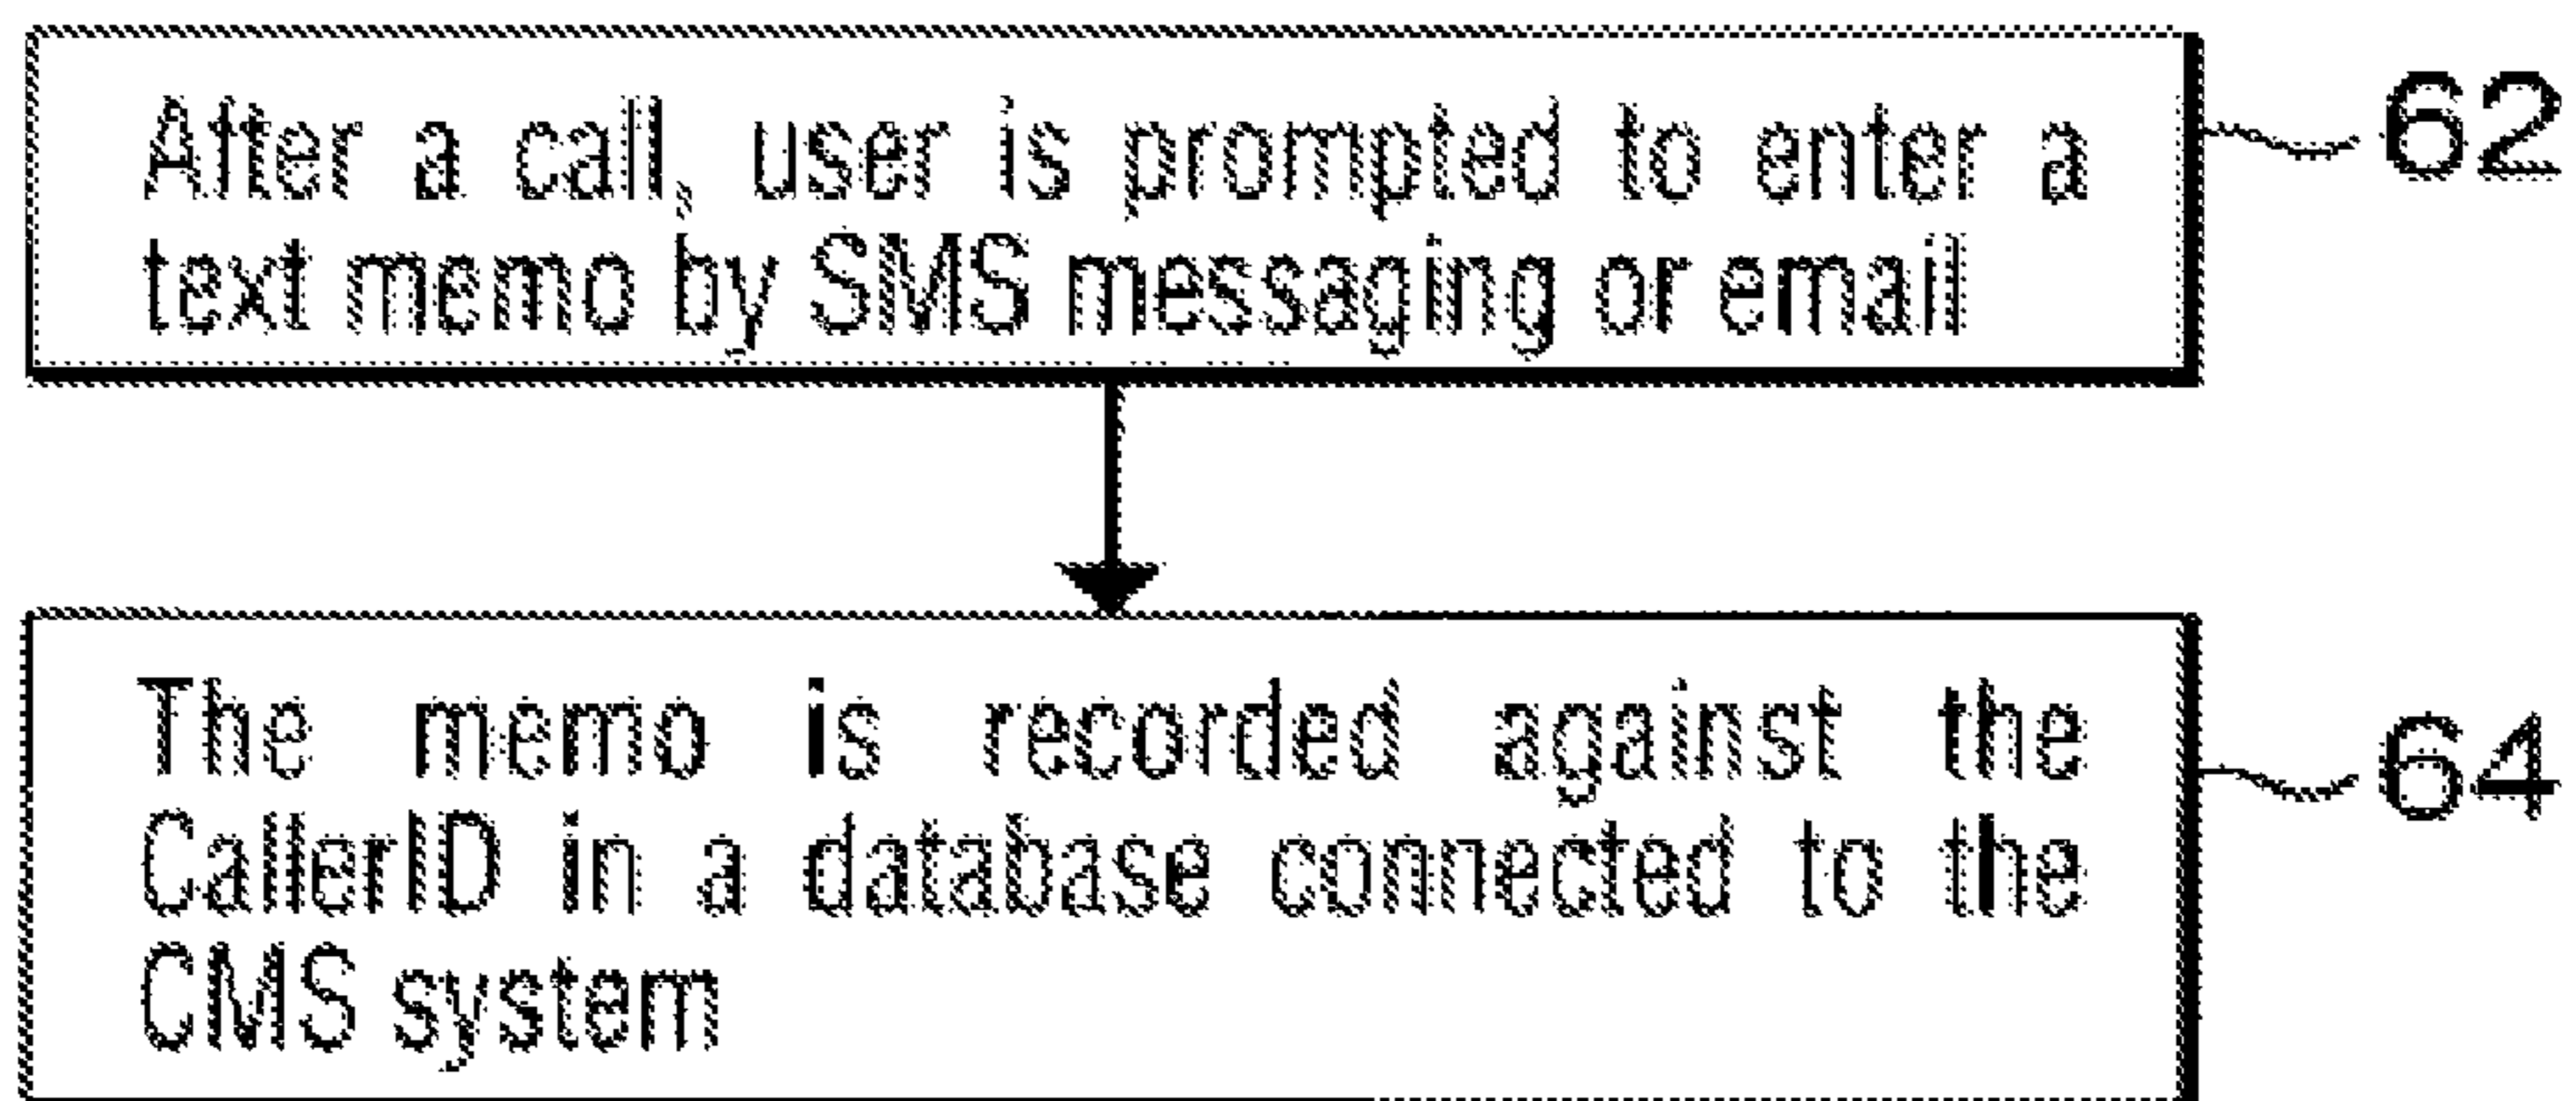 After a call, user is prompted to enter a
text memo by SMS messaging or email
62
The memo is recorded against the
CallerID in a database connected to the
CMS system
64